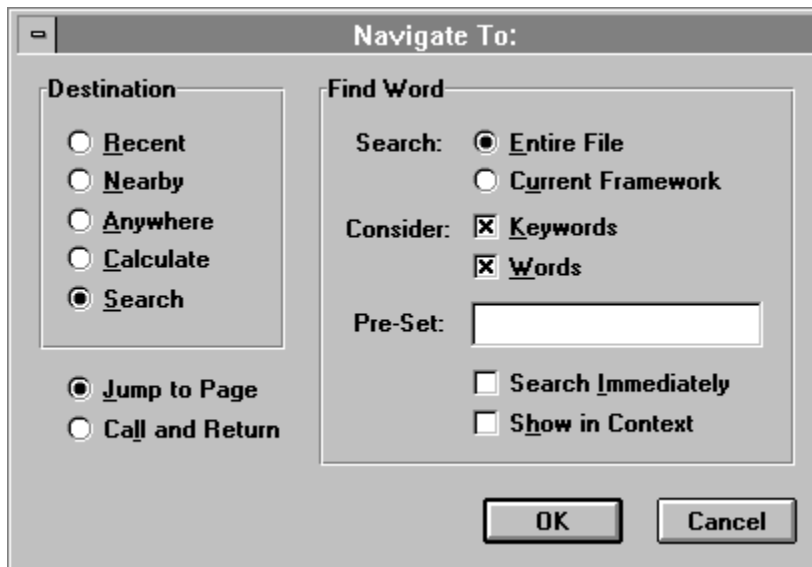 Navigate To:
Destination
Recent
Nearby
Anywhere
Calculate
Search
Jump to Page
Call and Return
Find Word
Search: Entire File
Current Framework
Consider: Keywords
Words
Pre-Set:
Search Immediately
Show in Context
OK Cancel